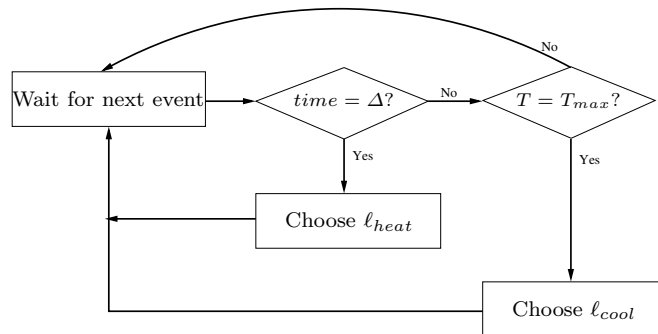 No
Wait for next event
time = Δ?
No
T = T_max?
Yes
Yes
Choose ℓ_heat
Choose ℓ_cool